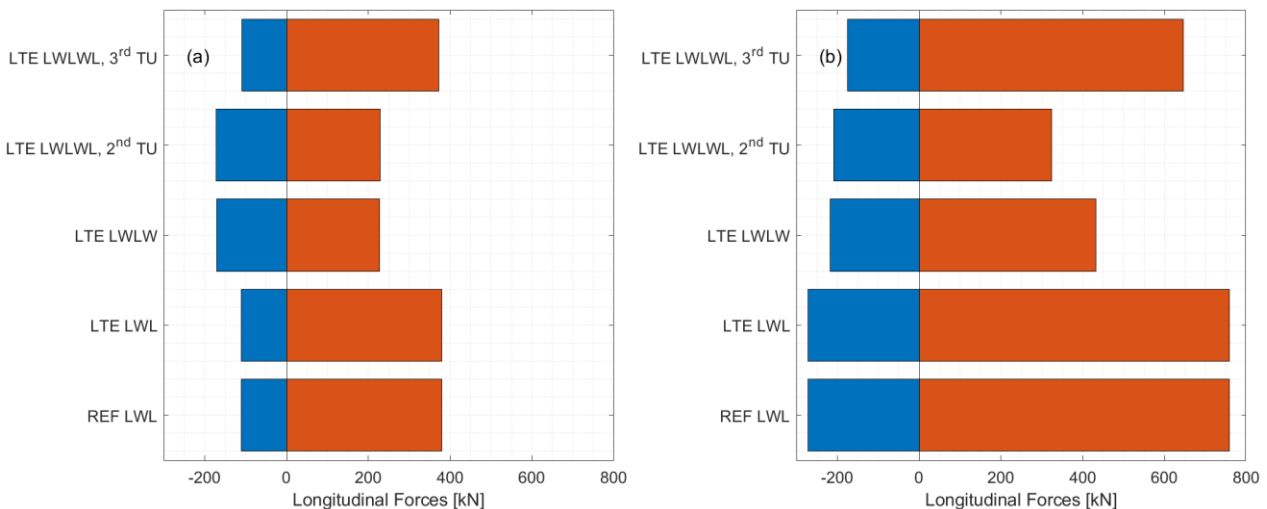 (a)
LTE LWLWL, 3rd TU
LTE LWLWL, 2nd TU
LTE LWLW
LTE LWL
REF LWL
-200 0 200 400 600 800
Longitudinal Forces [kN]
(b)
LTE LWLWL, 3rd TU
LTE LWLWL, 2nd TU
LTE LWLW
LTE LWL
REF LWL
-200 0 200 400 600 800
Longitudinal Forces [kN]